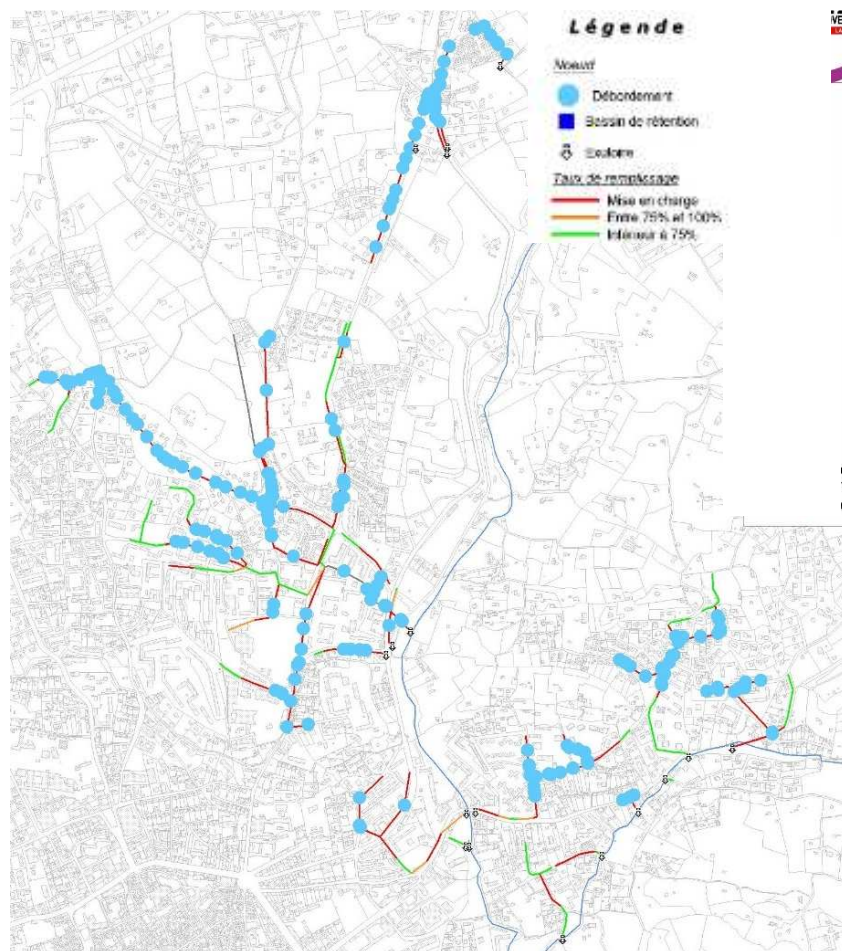 Légende
Noeud
Débordement
Bassin de rétention
Exutoire
Taux de remplissage
Mise en charge
Entre 75% et 100%
Inférieur à 75%